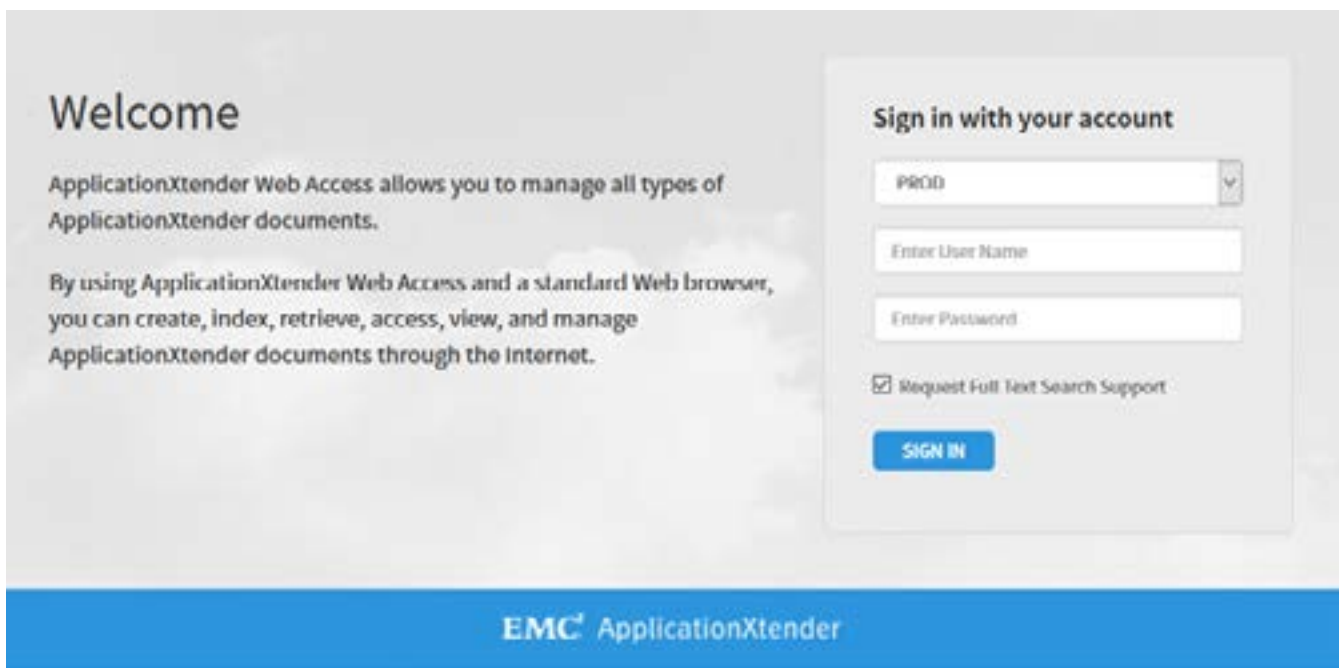 Welcome
ApplicationXtender Web Access allows you to manage all types of
ApplicationXtender documents.
By using ApplicationXtender Web Access and a standard Web browser,
you can create, index, retrieve, access, view, and manage
ApplicationXtender documents through the Internet.
Sign in with your account
PROD
Enter User Name
Enter Password
Request Full Text Search Support
SIGN IN
EMC² ApplicationXtender